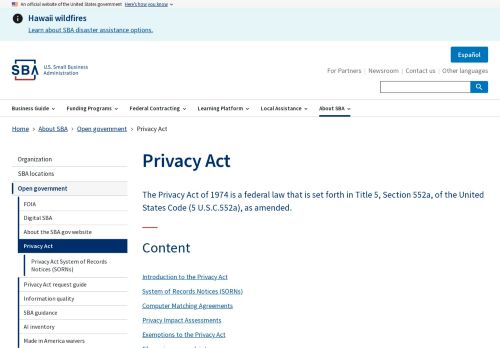 An official website of the United States government Here's how you know
Hawaii wildfires
Learn about SBA disaster assistance options.
Español
SBA U.S. Small Business
Administration
For Partners Newsroom Contact us Other languages
Business Guide Funding Programs Federal Contracting Learning Platform Local Assistance About SBA
Home About SBA Open government Privacy Act
Organization
SBA locations
Open government
FOIA
Digital SBA
About the SBA.gov website
Privacy Act
Privacy Act System of Records
Notices (SORNs)
Privacy Act request guide
Information quality
SBA guidance
AI inventory
Made in America waivers
Privacy Act
The Privacy Act of 1974 is a federal law that is set forth in Title 5, Section 552a, of the United
States Code (5 U.S.C.552a), as amended.
Content
Introduction to the Privacy Act
System of Records Notices (SORNs)
Computer Matching Agreements
Privacy Impact Assessments
Exemptions to the Privacy Act